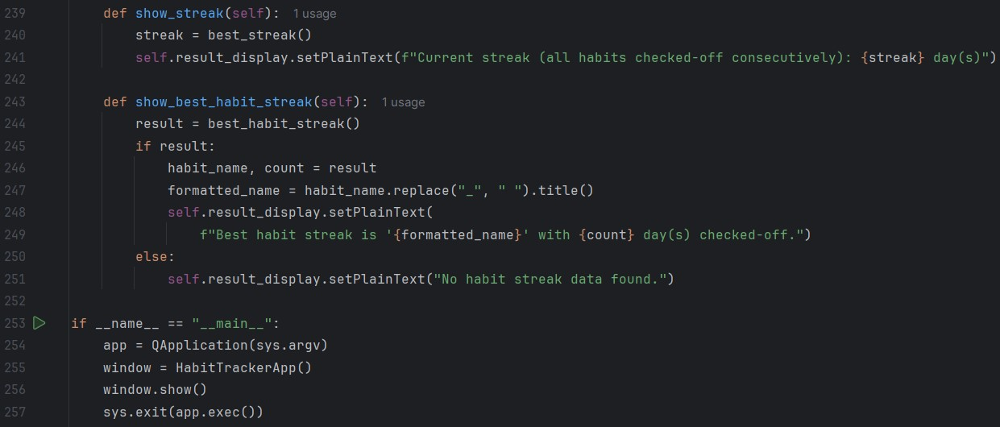 239 def show_streak(self): 1 usage
240 streak = best_streak()
241 self.result_display.setPlainText(f"Current streak (all habits checked-off consecutively): {streak} day(s)")
242
243 def show_best_habit_streak(self): 1 usage
244 result = best_habit_streak()
245 if result:
246 habit_name, count = result
247 formatted_name = habit_name.replace("_", " ").title()
248 self.result_display.setPlainText(
249 f"Best habit streak is '{formatted_name}' with {count} day(s) checked-off.")
250 else:
251 self.result_display.setPlainText("No habit streak data found.")
252
253 if __name__ == "__main__":
254 app = QApplication(sys.argv)
255 window = HabitTrackerApp()
256 window.show()
257 sys.exit(app.exec())